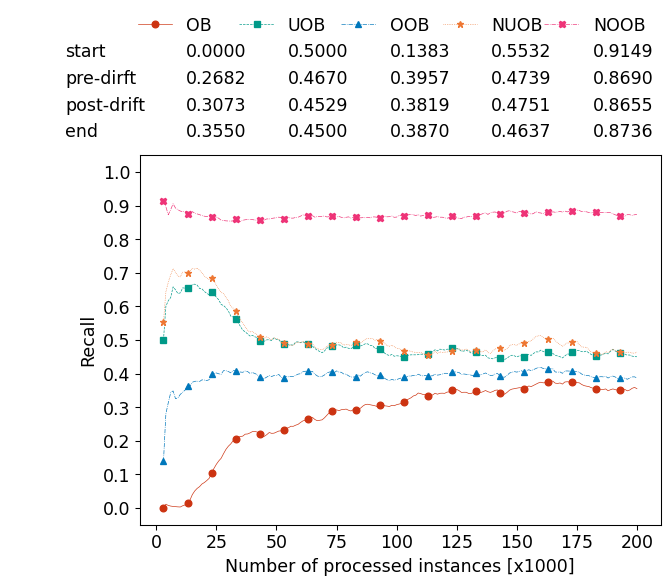 OB UOB OOB NUOB NOOB
start 0.0000 0.5000 0.1383 0.5532 0.9149
pre-dirft 0.2682 0.4670 0.3957 0.4739 0.8690
post-drift 0.3073 0.4529 0.3819 0.4751 0.8655
end 0.3550 0.4500 0.3870 0.4637 0.8736
1.0
0.9
0.8
0.7
0.6
0.5
0.4
0.3
0.2
0.1
0.0
Recall
0 25 50 75 100 125 150 175 200
Number of processed instances [x1000]